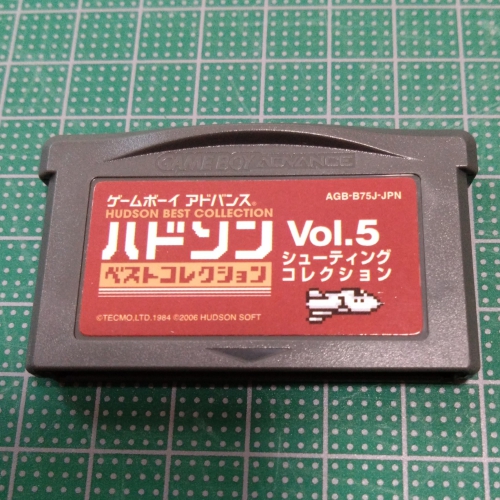 GAME BOY ADVANCE
ゲームボーイ アドバンス®
AGB-B75J-JPN
HUDSON BEST COLLECTION
ハドソン
ベストコレクション
Vol.5
シューティング
コレクション
©TECMO,LTD.1984 ©2006 HUDSON SOFT